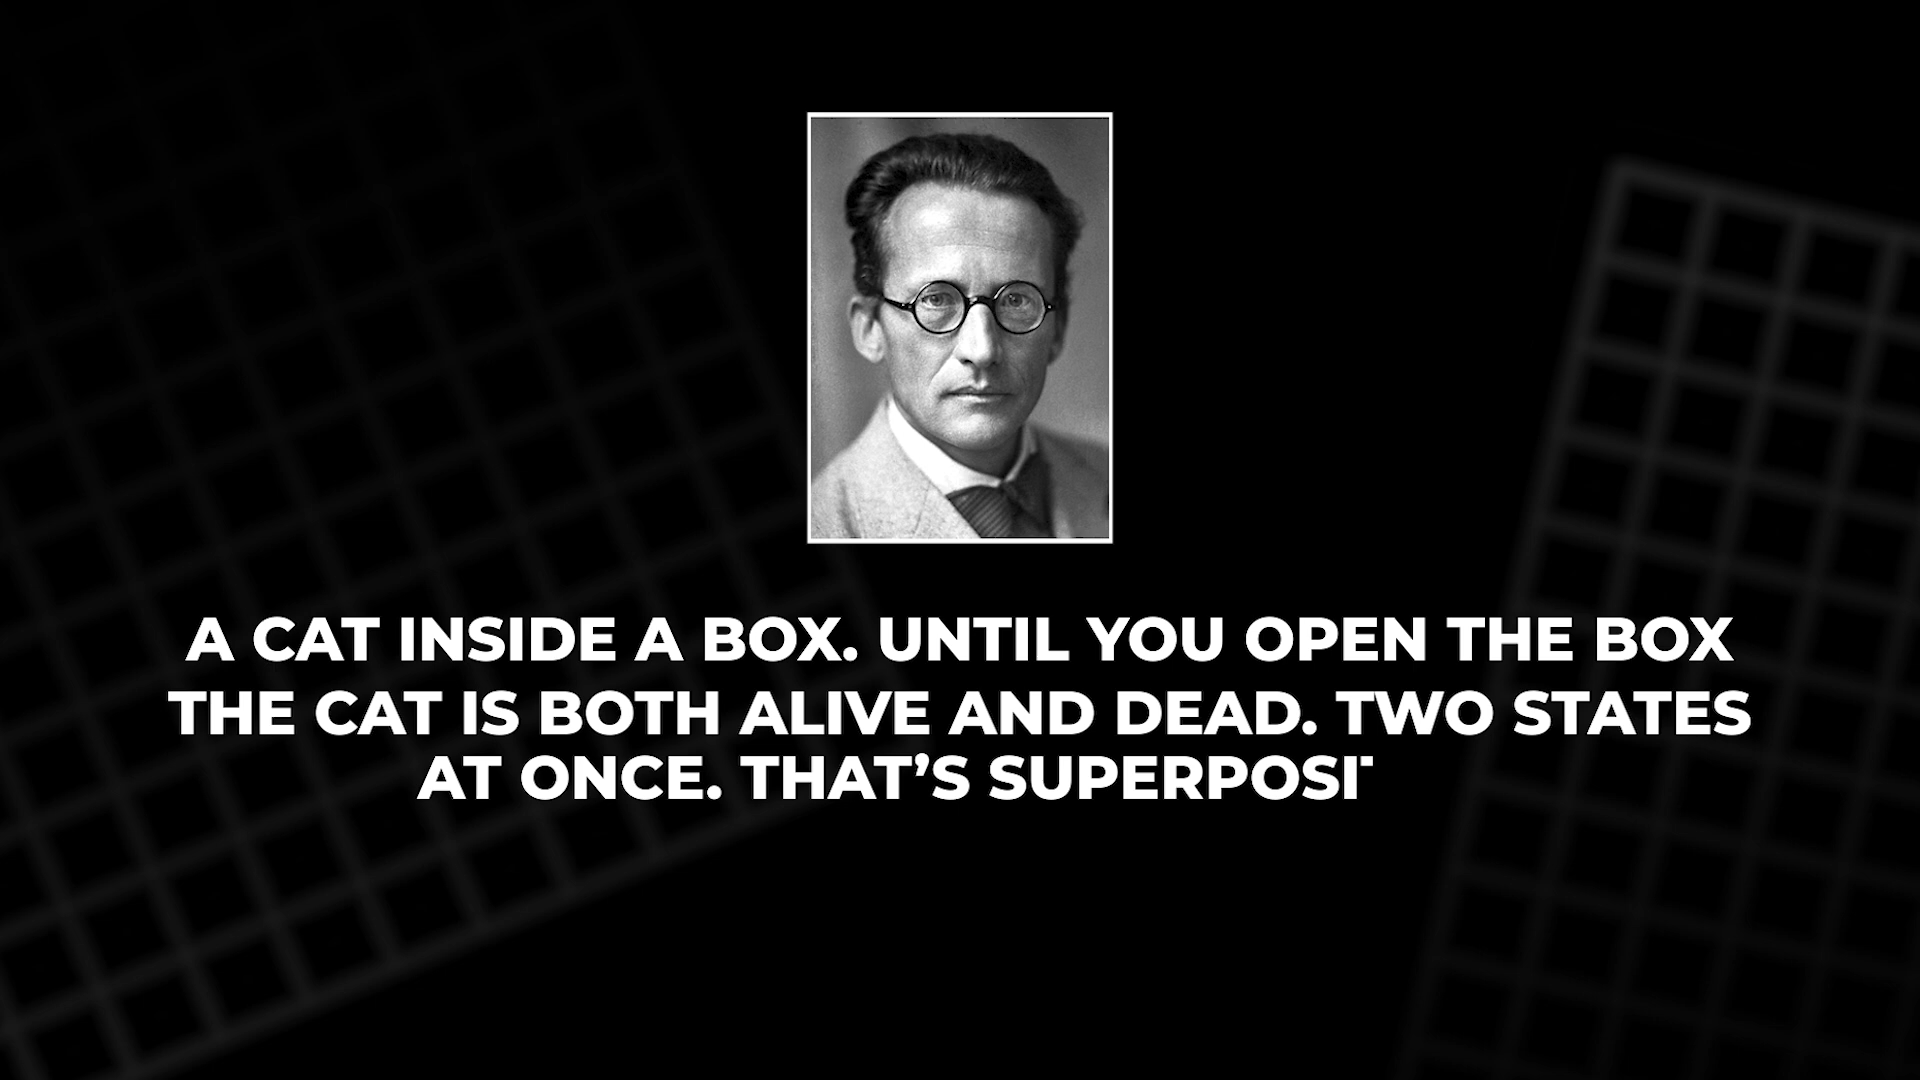 A CAT INSIDE A BOX. UNTIL YOU OPEN THE BOX
THE CAT IS BOTH ALIVE AND DEAD. TWO STATES
AT ONCE. THAT’S SUPERPOSI